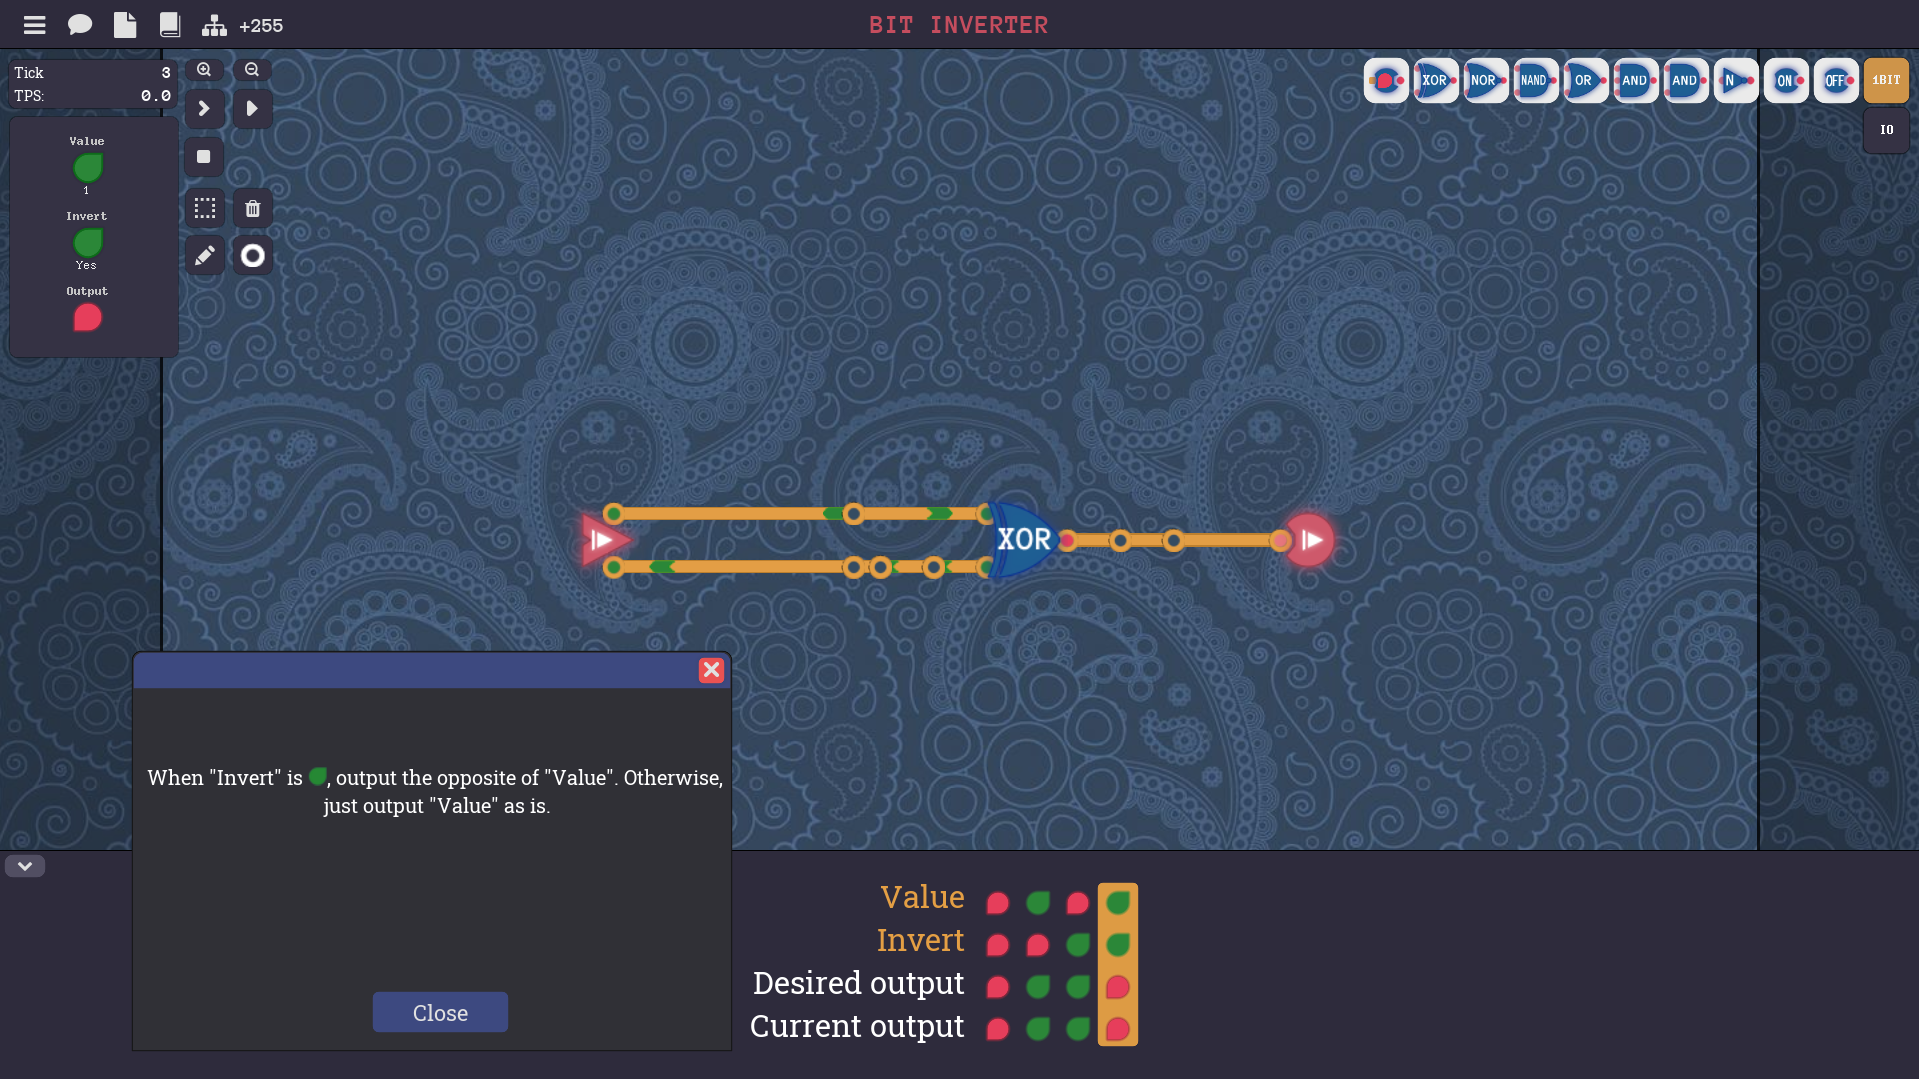 +255
BIT INVERTER
Tick 3
TPS: 0.0
Value
1
Invert
Yes
Output
XOR NOR NAND OR AND AND N ON OFF 1BIT
IO
XOR
When "Invert" is , output the opposite of "Value". Otherwise,
just output "Value" as is.
Close
Value
Invert
Desired output
Current output